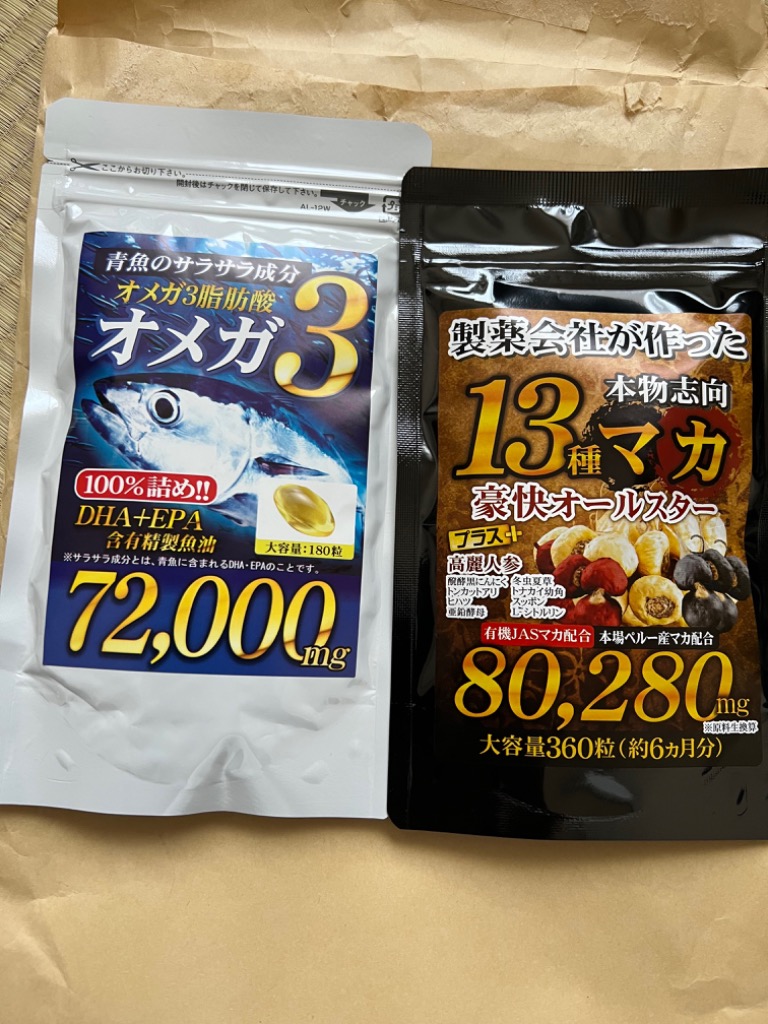 ここからお切り下さい。
開封後はチャックを閉じて保存して下さい。
チャック
AL-12W
青魚のサラサラ成分
オメガ3脂肪酸
オメガ3
100%詰め!!
DHA+EPA
含有精製魚油
大容量:180粒
※サラサラ成分とは、青魚に含まれるDHA・EPAのことです。
72,000mg
製薬会社が作った
本物志向
13種マカ
豪快オールスター
プラス+
高麗人参
醗酵黒にんにく 冬虫夏草
トンカットアリ トナカイ幼角
ヒハツ スッポン
亜鉛酵母 L-シトルリン
有機JASマカ配合 本場ペルー産マカ配合
80,280mg
※原料生換算
大容量360粒(約6ヵ月分)